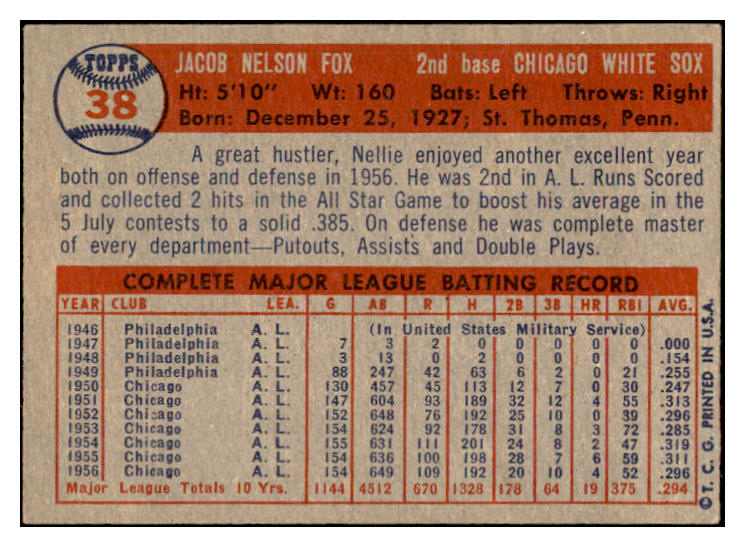 TOPPS
38
JACOB NELSON FOX 2nd base CHICAGO WHITE SOX
Ht: 5'10" Wt: 160 Bats: Left Throws: Right
Born: December 25, 1927; St. Thomas, Penn.
A great hustler, Nellie enjoyed another excellent year
both on offense and defense in 1956. He was 2nd in A. L. Runs Scored
and collected 2 hits in the All Star Game to boost his average in the
5 July contests to a solid .385. On defense he was complete master
of every department—Putouts, Assists and Double Plays.
COMPLETE MAJOR LEAGUE BATTING RECORD
YEAR CLUB LEA. G AB R H 2B 3B HR RBI AVG.
1946 Philadelphia A. L. (In United States Military Service)
1947 Philadelphia A. L. 7 3 2 0 0 0 0 0 .000
1948 Philadelphia A. L. 3 13 0 2 0 0 0 0 .154
1949 Philadelphia A. L. 88 247 42 63 6 2 0 21 .255
1950 Chicago A. L. 130 457 45 113 12 7 0 30 .247
1951 Chicago A. L. 147 604 93 189 32 12 4 55 .313
1952 Chicago A. L. 152 648 76 192 25 10 0 39 .296
1953 Chicago A. L. 154 624 92 178 31 8 3 72 .285
1954 Chicago A. L. 155 631 111 201 24 8 2 47 .319
1955 Chicago A. L. 154 636 100 198 28 7 6 59 .311
1956 Chicago A. L. 154 649 109 192 20 10 4 52 .296
Major League Totals 10 Yrs. 1144 4512 670 1328 178 64 19 375 .294
© T. C. G. PRINTED IN U.S.A.